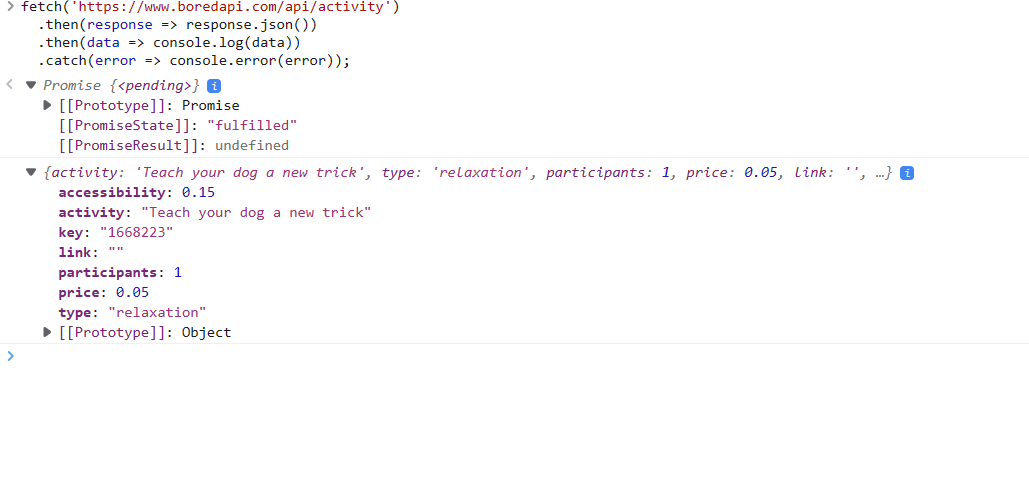 fetch('https://www.boredapi.com/api/activity')
.then(response => response.json())
.then(data => console.log(data))
.catch(error => console.error(error));
Promise {<pending>} i
[[Prototype]]: Promise
[[PromiseState]]: "fulfilled"
[[PromiseResult]]: undefined
{activity: 'Teach your dog a new trick', type: 'relaxation', participants: 1, price: 0.05, link: '', …} i
accessibility: 0.15
activity: "Teach your dog a new trick"
key: "1668223"
link: ""
participants: 1
price: 0.05
type: "relaxation"
[[Prototype]]: Object